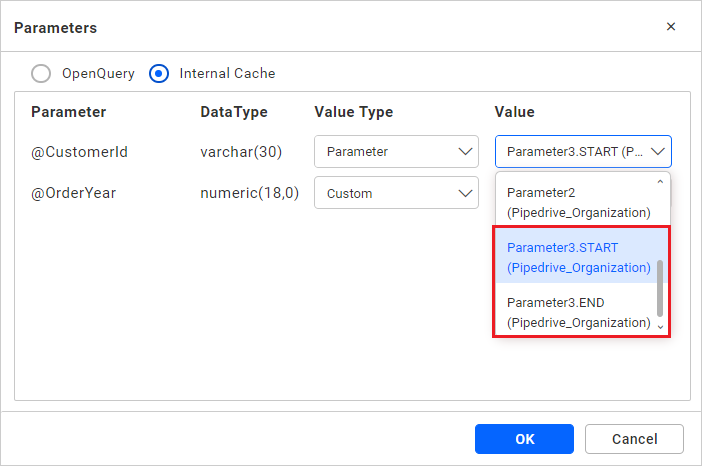 Parameters
OpenQuery Internal Cache
Parameter DataType Value Type Value
@CustomerId varchar(30) Parameter Parameter3.START (P...
@OrderYear numeric(18,0) Custom
Parameter2
(Pipedrive_Organization)
Parameter3.START
(Pipedrive_Organization)
Parameter3.END
(Pipedrive_Organization)
OK Cancel